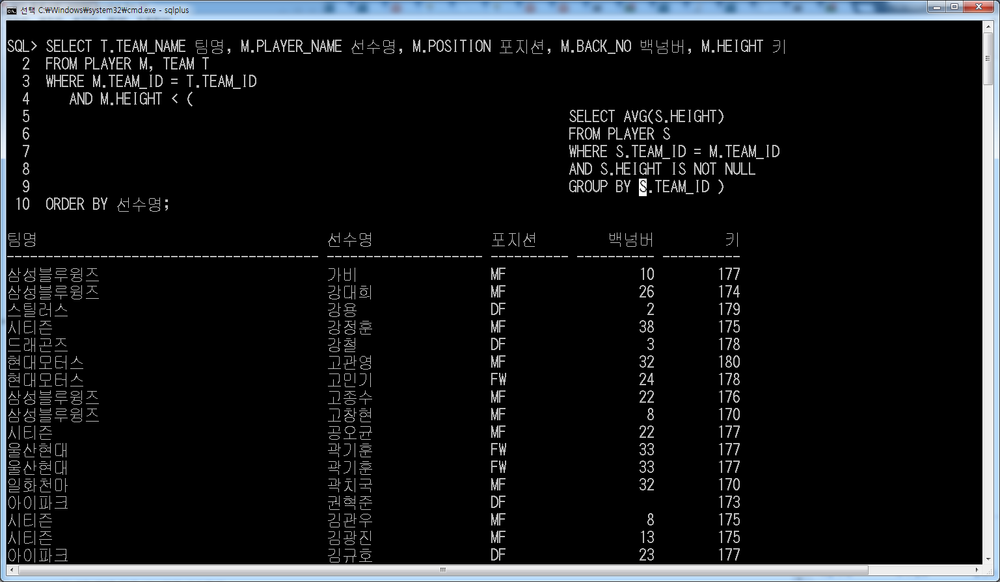 선택 C:₩Windows₩system32₩cmd.exe - sqlplus
SQL> SELECT T.TEAM_NAME 팀명, M.PLAYER_NAME 선수명, M.POSITION 포지션, M.BACK_NO 백넘버, M.HEIGHT 키
2 FROM PLAYER M, TEAM T
3 WHERE M.TEAM_ID = T.TEAM_ID
4 AND M.HEIGHT < (
5 SELECT AVG(S.HEIGHT)
6 FROM PLAYER S
7 WHERE S.TEAM_ID = M.TEAM_ID
8 AND S.HEIGHT IS NOT NULL
9 GROUP BY S.TEAM_ID )
10 ORDER BY 선수명;
팀명 선수명 포지션 백넘버 키
---------------------------------------- -------------------- ---------- ---------- ----------
삼성블루윙즈 가비 MF 10 177
삼성블루윙즈 강대희 MF 26 174
스틸러스 강용 DF 2 179
시티즌 강정훈 MF 38 175
드래곤즈 강철 DF 3 178
현대모터스 고관영 MF 32 180
현대모터스 고민기 FW 24 178
삼성블루윙즈 고종수 MF 22 176
삼성블루윙즈 고창현 MF 8 170
시티즌 공오균 MF 22 177
울산현대 곽기훈 FW 33 177
울산현대 곽기훈 FW 33 177
일화천마 곽치국 MF 32 170
아이파크 권혁준 DF 173
시티즌 김관우 MF 8 175
시티즌 김광진 MF 13 175
아이파크 김규호 DF 23 177